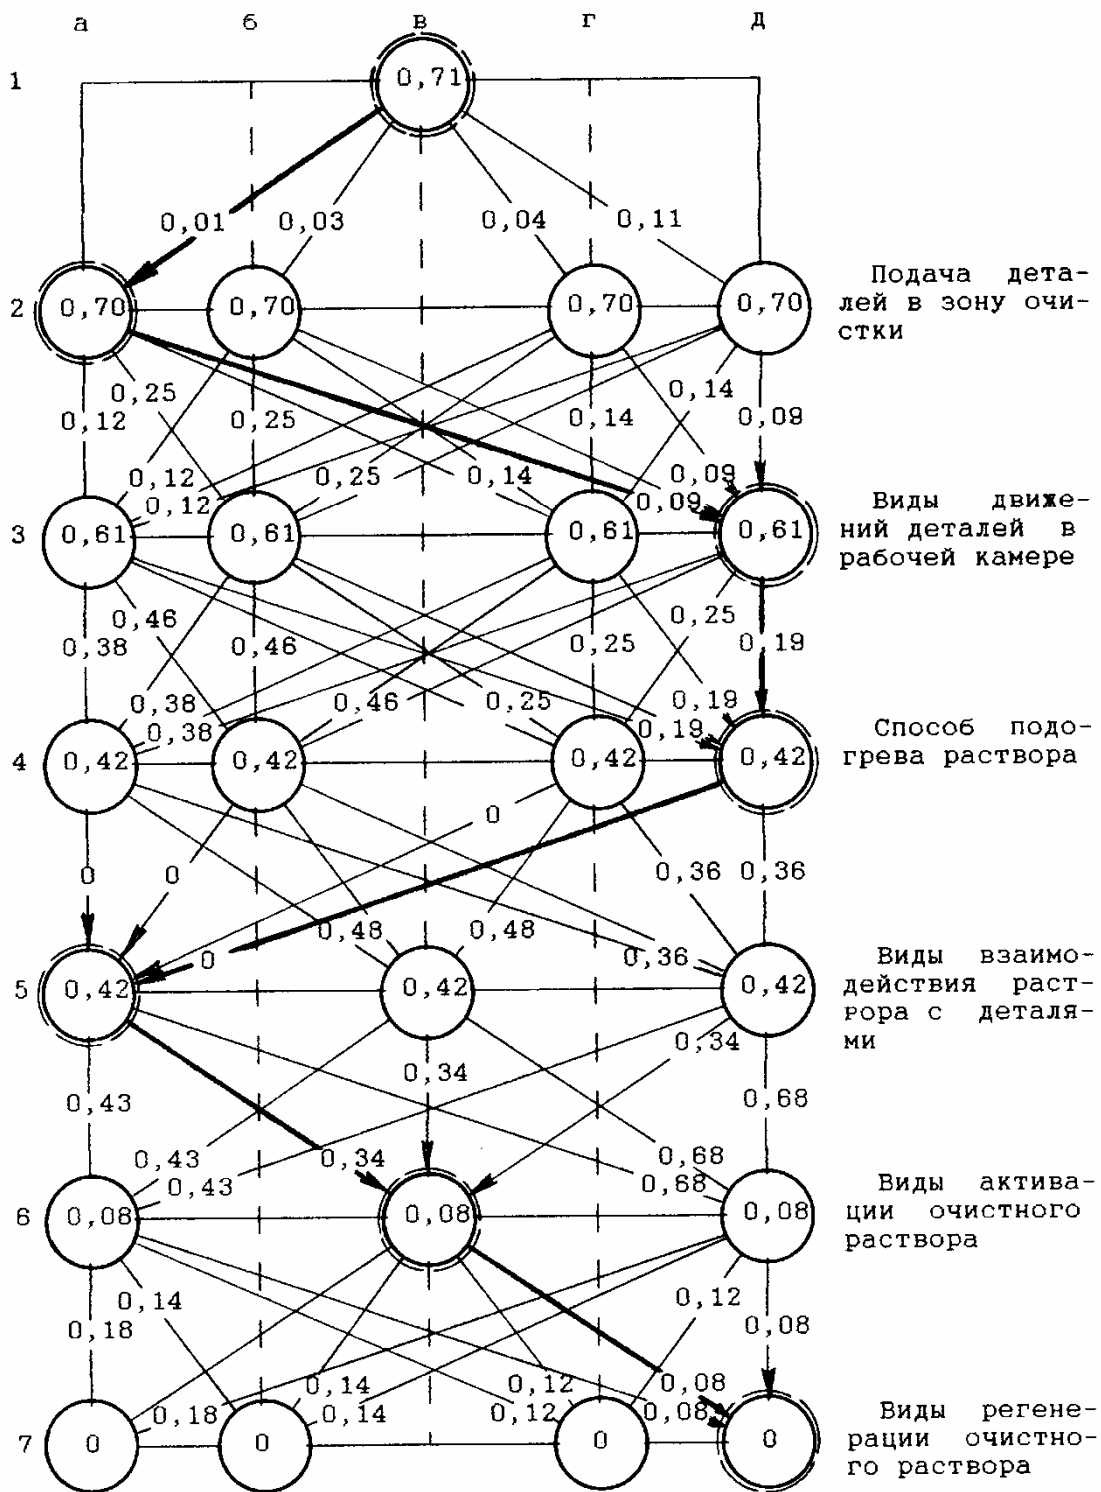 а б в г д
1 0,71
0,01 0,03 0,04 0,11
2 0,70 0,70 0,70 0,70
Подача дета-
лей в зону очи-
стки
0,12 0,25 0,25 0,14 0,14 0,09
0,12 0,12 0,25 0,14 0,09 0,09
3 0,61 0,61 0,61 0,61
Виды движе-
ний деталей в
рабочей камере
0,38 0,46 0,46 0,25 0,25 0,19
0,38 0,38 0,46 0,25 0,19 0,19
4 0,42 0,42 0,42 0,42
Способ подо-
грева раствора
0
0 0 0,36 0,36
0 0,48 0,48 0,36
5 0,42 0,42 0,42
Виды взаимо-
действия раст-
вора с деталя-
ми
0,43 0,34 0,34 0,68
0,43 0,43 0,34 0,68 0,68
6 0,08 0,08 0,08
Виды актива-
ции очистного
раствора
0,18 0,14 0,12 0,08
0,18 0,14 0,14 0,12 0,12 0,08 0,08
7 0 0 0 0
Виды регене-
рации очистно-
го раствора